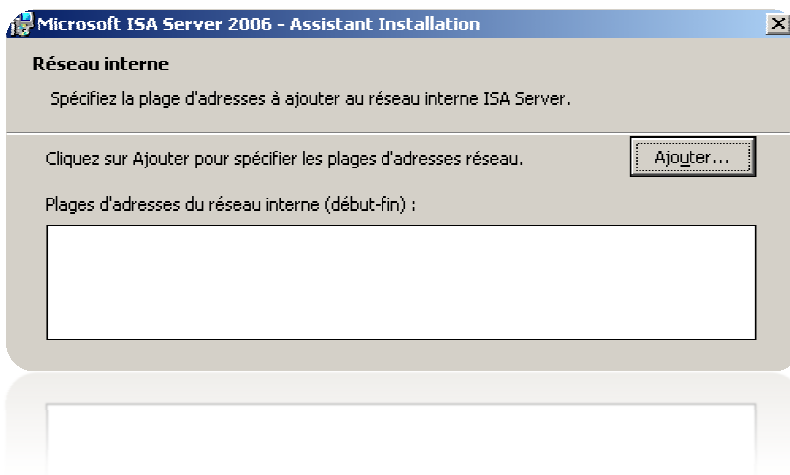 Microsoft ISA Server 2006 - Assistant Installation
Réseau interne
Spécifiez la plage d'adresses à ajouter au réseau interne ISA Server.
Cliquez sur Ajouter pour spécifier les plages d'adresses réseau.
Ajouter...
Plages d'adresses du réseau interne (début-fin) :